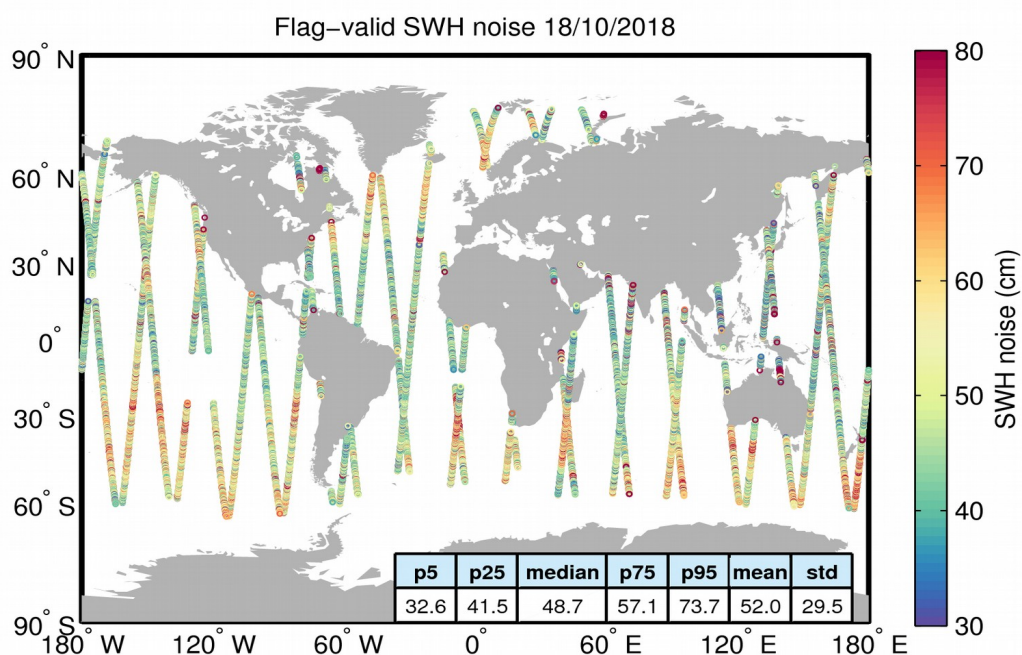 Flag−valid SWH noise 18/10/2018
90° N
60° N
30° N
0°
30° S
60° S
90° S
180° W
120° W
60° W
0°
60° E
120° E
180° E
80
70
60
50
40
30
SWH noise (cm)
p5 p25 median p75 p95 mean std
32.6 41.5 48.7 57.1 73.7 52.0 29.5